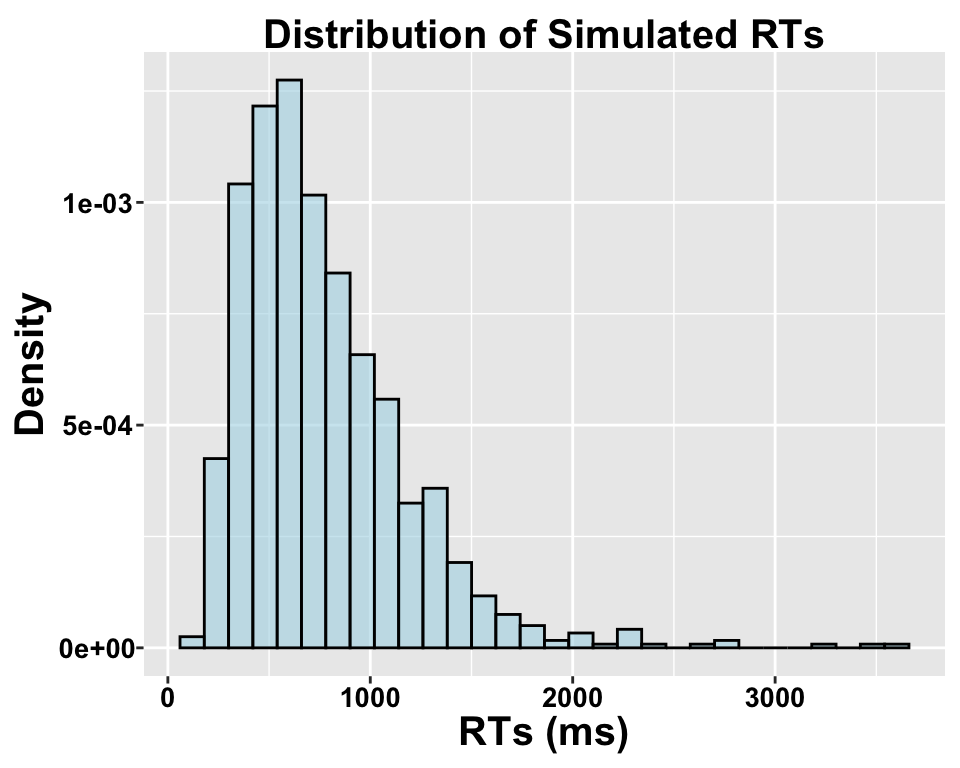 Distribution of Simulated RTs
Density
1e-03
5e-04
0e+00
0
1000
2000
3000
RTs (ms)